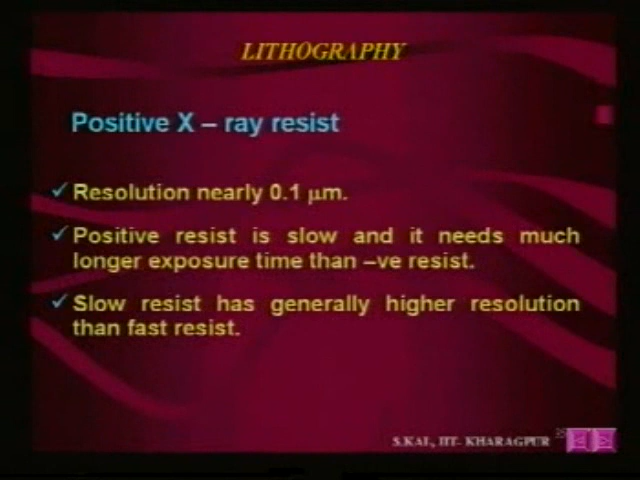 LITHOGRAPHY
Positive X – ray resist
✓ Resolution nearly 0.1 μm.
✓ Positive resist is slow and it needs much
longer exposure time than –ve resist.
✓ Slow resist has generally higher resolution
than fast resist.
S.KAL, IIT- KHARAGPUR